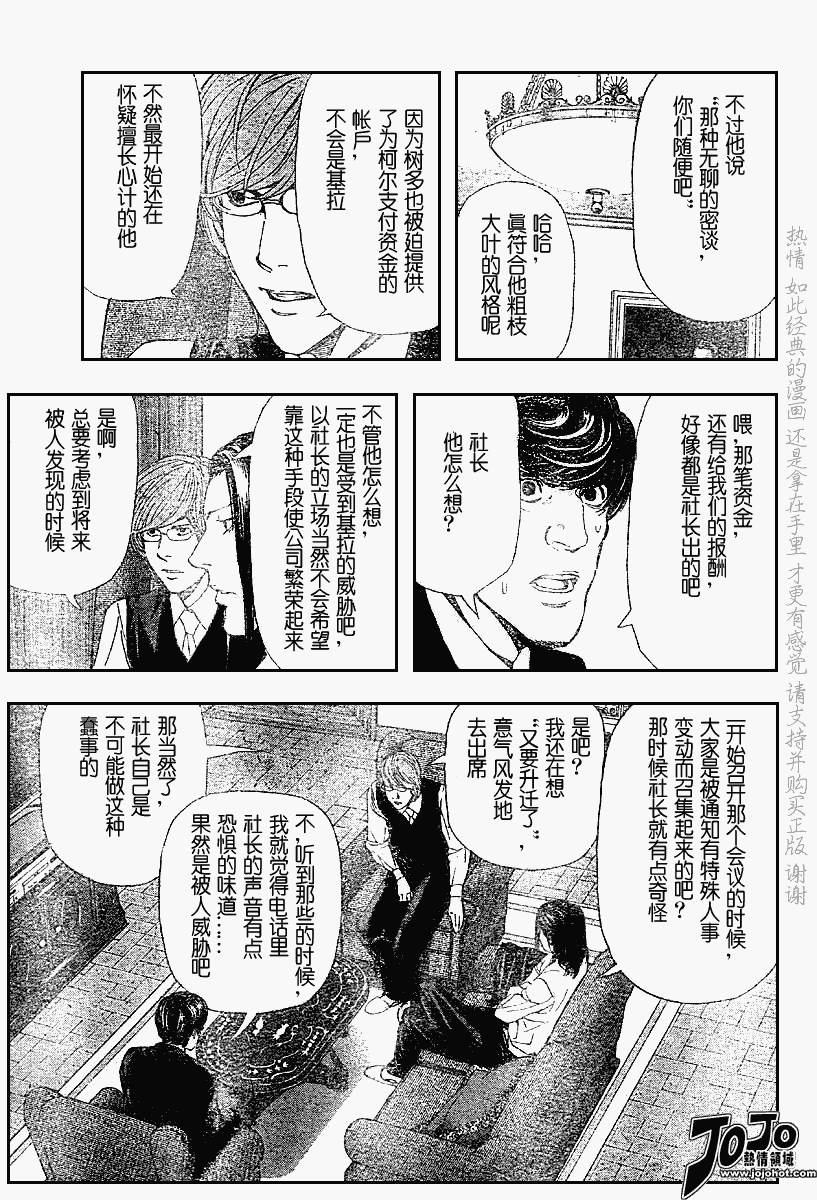 不过他说
“那种无聊的密谈，
你们随便吧”
哈哈，
真符合他粗枝
大叶的风格呢
因为树多也被迫提供
了为柯尔支付资金的
帐户，
不会是基拉
不然最开始还在
怀疑擅长心计的他
喂，那笔资金，
还有给我们的报酬，
好像都是社长出的吧
社长
他怎么想？
不管他怎么想，
一定也是受到基拉的威胁吧，
以社长的立场当然不会希望
靠这种手段使公司繁荣起来
是啊，
总要考虑到将来
被人发现的时候
一开始召开那个会议的时候，
大家是被通知有特殊人事
变动而召集起来的吧？
那时候社长就有点奇怪
是吧？
我还在想
“又要升迁了”，
意气风发地
去出席
不，听到那些的时候，
我就觉得电话里
社长的声音有点
恐惧的味道……
果然是被人威胁吧
那当然了，
社长自己是
不可能做这种
蠢事的
热情 如此经典的漫画 还是拿在手里 才更有感觉 请支持并购买正版 谢谢
JoJo
熱情領域
www.jojohot.com